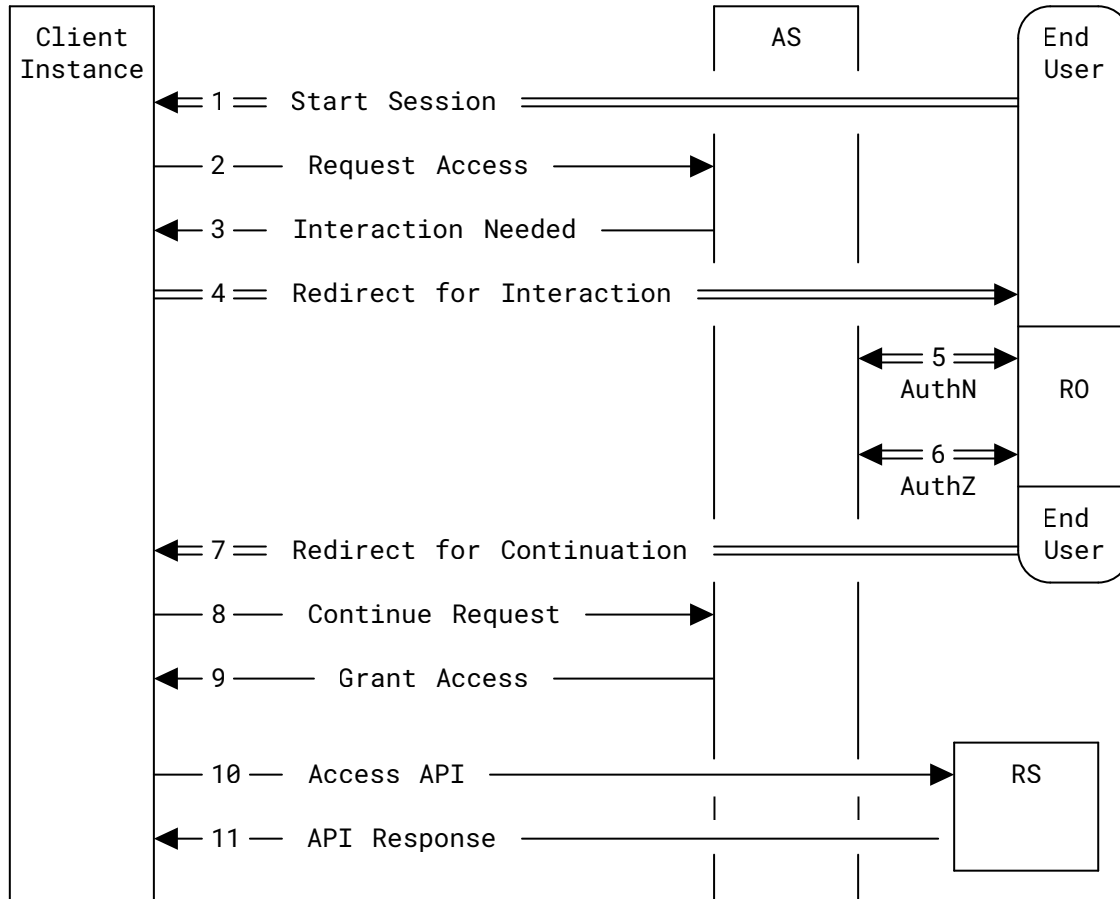 Client
Instance
AS
End
User
1 Start Session
2 Request Access
3 Interaction Needed
4 Redirect for Interaction
5
AuthN
RO
6
AuthZ
End
User
7 Redirect for Continuation
8 Continue Request
9 Grant Access
10 Access API
RS
11 API Response